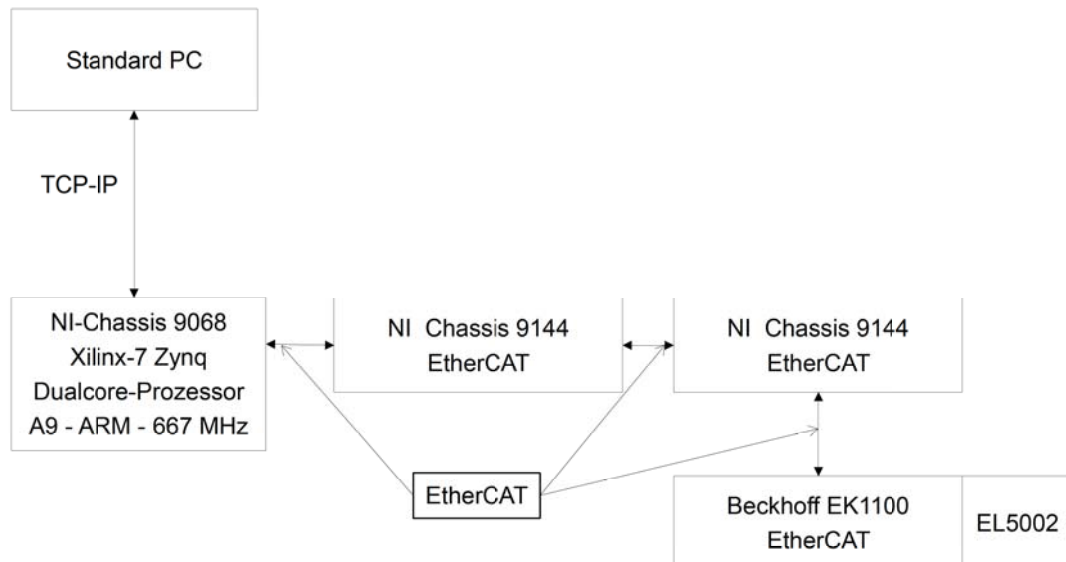 Standard PC
TCP-IP
NI-Chassis 9068
Xilinx-7 Zynq
Dualcore-Prozessor
A9 - ARM - 667 MHz
NI Chassis 9144
EtherCAT
NI Chassis 9144
EtherCAT
EtherCAT
Beckhoff EK1100
EtherCAT
EL5002